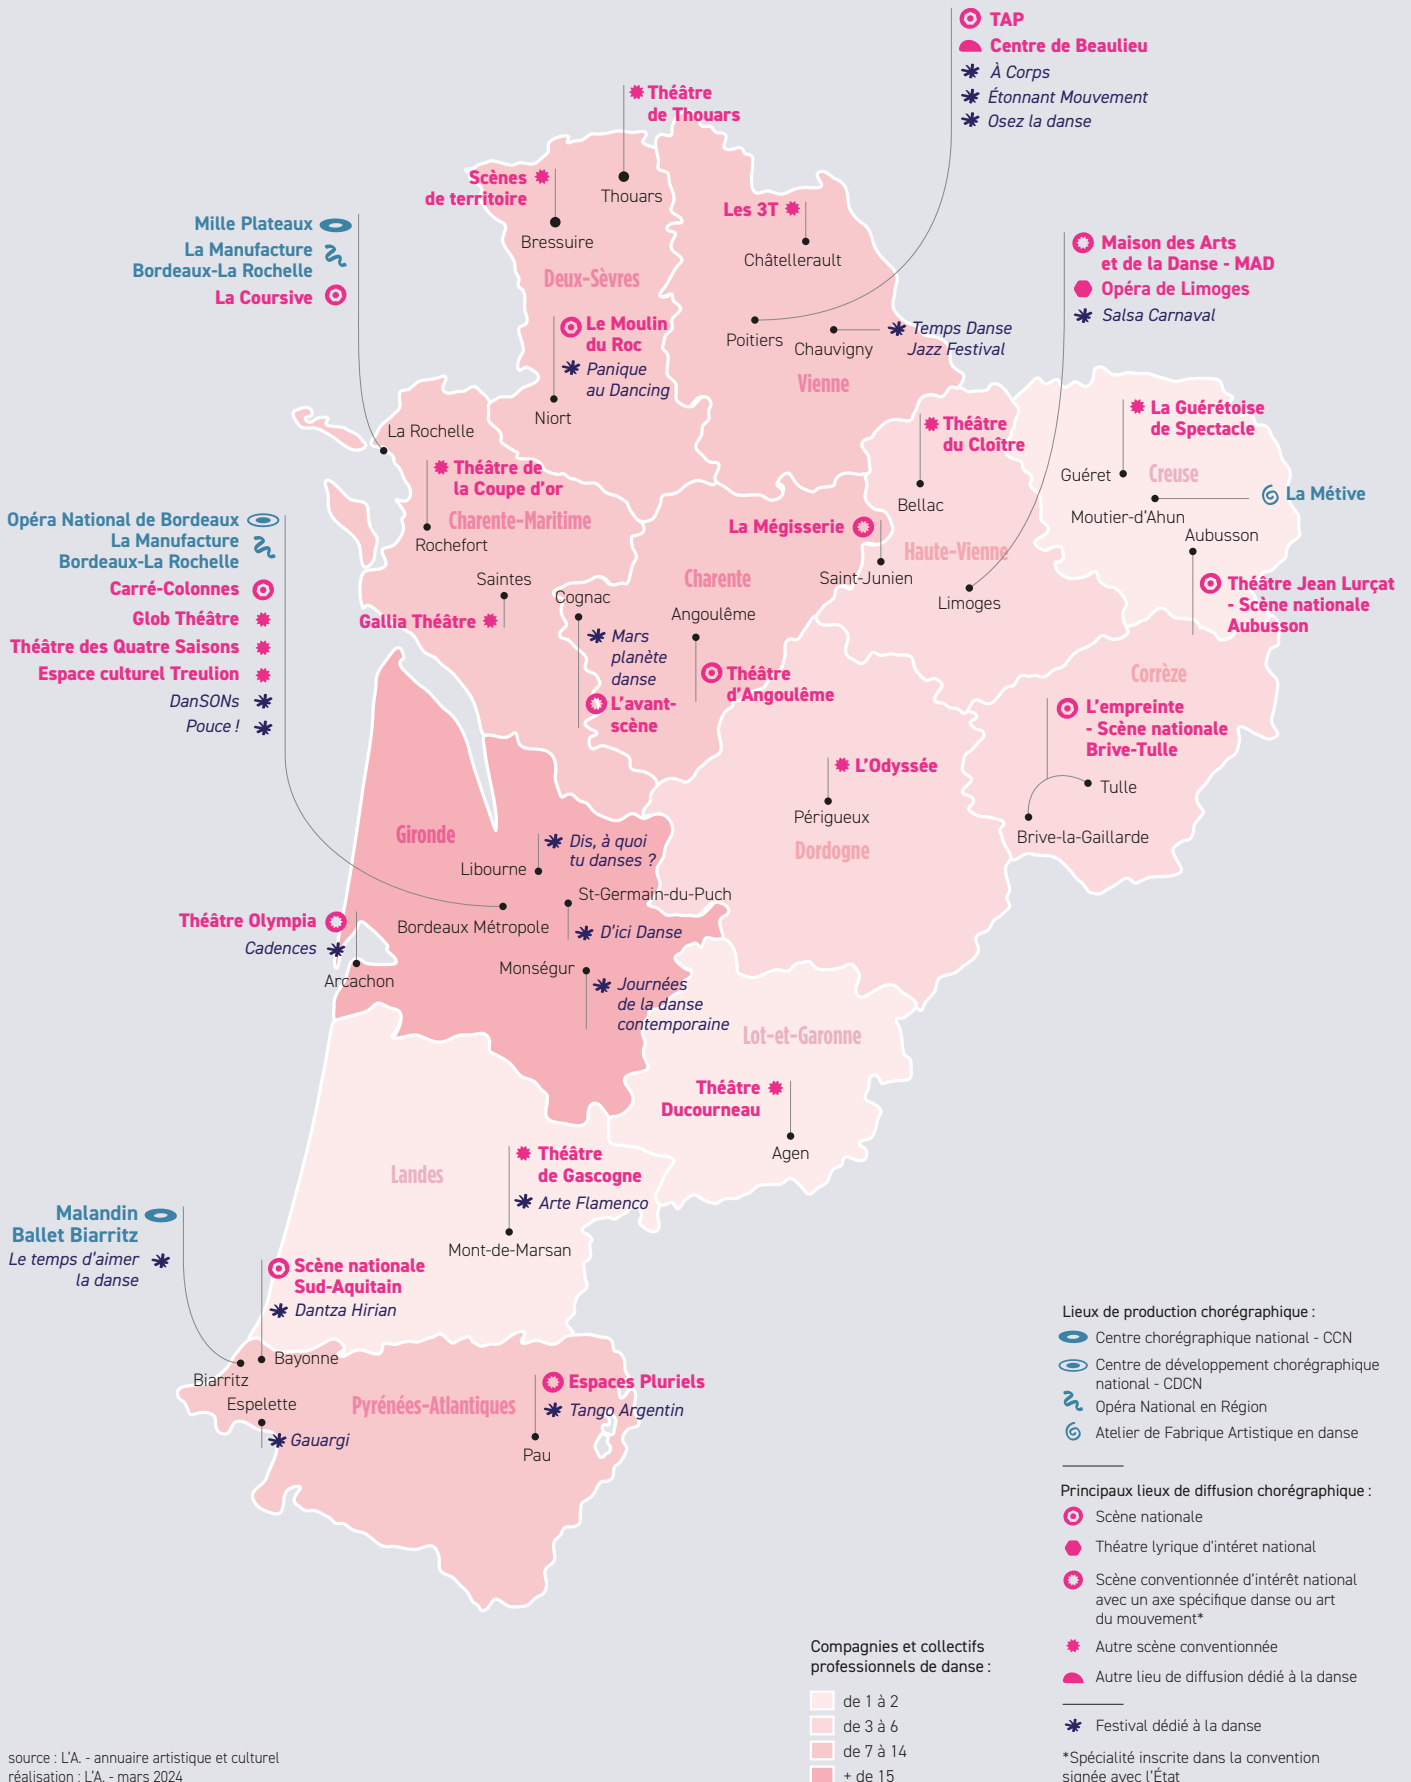 TAP
Centre de Beaulieu
À Corps
Étonnant Mouvement
Osez la danse
Théâtre
de Thouars
Thouars
Scènes
de territoire
Bressuire
Deux-Sèvres
Les 3T
Châtellerault
Mille Plateaux
La Manufacture
Bordeaux-La Rochelle
La Coursive
La Rochelle
Maison des Arts
et de la Danse - MAD
Opéra de Limoges
Salsa Carnaval
Le Moulin
du Roc
Panique
au Dancing
Niort
Poitiers
Chauvigny
Temps Danse
Jazz Festival
Vienne
Théâtre
du Cloître
Bellac
La Guérétoise
de Spectacle
Guéret
Creuse
La Métive
Moutier-d'Ahun
Aubusson
Théâtre Jean Lurçat
- Scène nationale
Aubusson
Théâtre de
la Coupe d'or
Charente-Maritime
Rochefort
La Mégisserie
Saint-Junien
Haute-Vienne
Limoges
Opéra National de Bordeaux
La Manufacture
Bordeaux-La Rochelle
Carré-Colonnes
Glob Théâtre
Théâtre des Quatre Saisons
Espace culturel Treulion
DanSONs
Pouce !
Saintes
Gallia Théâtre
Cognac
Mars
planète
danse
L'avant-
scène
Charente
Angoulême
Théâtre
d'Angoulême
Corrèze
L'empreinte
- Scène nationale
Brive-Tulle
Tulle
Brive-la-Gaillarde
L'Odyssée
Périgueux
Dordogne
Gironde
Libourne
Dis, à quoi
tu danses ?
St-Germain-du-Puch
D'ici Danse
Bordeaux Métropole
Théâtre Olympia
Cadences
Arcachon
Monségur
Journées
de la danse
contemporaine
Lot-et-Garonne
Théâtre
Ducourneau
Agen
Landes
Théâtre
de Gascogne
Arte Flamenco
Mont-de-Marsan
Malandin
Ballet Biarritz
Le temps d'aimer
la danse
Scène nationale
Sud-Aquitain
Dantza Hirian
Bayonne
Biarritz
Espelette
Gauargi
Pyrénées-Atlantiques
Espaces Pluriels
Tango Argentin
Pau
Lieux de production chorégraphique :
Centre chorégraphique national - CCN
Centre de développement chorégraphique
national - CDCN
Opéra National en Région
Atelier de Fabrique Artistique en danse
Principaux lieux de diffusion chorégraphique :
Scène nationale
Théatre lyrique d'intéret national
Scène conventionnée d'intérêt national
avec un axe spécifique danse ou art
du mouvement*
Autre scène conventionnée
Autre lieu de diffusion dédié à la danse
Festival dédié à la danse
*Spécialité inscrite dans la convention
signée avec l'État
Compagnies et collectifs
professionnels de danse :
de 1 à 2
de 3 à 6
de 7 à 14
+ de 15
source : L'A. - annuaire artistique et culturel
réalisation : L'A. - mars 2024